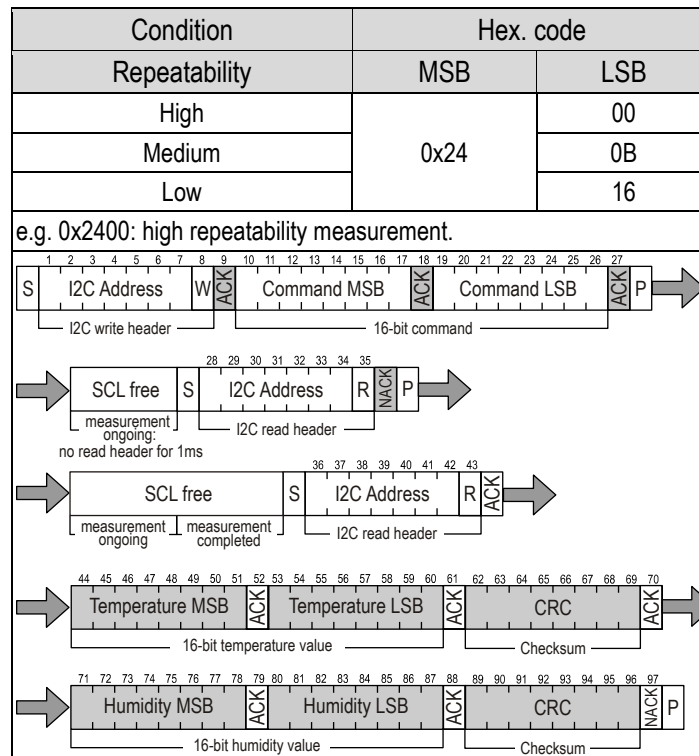 Condition Hex. code
Repeatability MSB LSB
High 00
Medium 0x24 0B
Low 16
e.g. 0x2400: high repeatability measurement.
1 2 3 4 5 6 7 8 9 10 11 12 13 14 15 16 17 18 19 20 21 22 23 24 25 26 27
S I2C Address W ACK Command MSB ACK Command LSB ACK P
I2C write header 16-bit command
28 29 30 31 32 33 34 35
SCL free S I2C Address R NACK P
measurement
ongoing:
no read header for 1ms
I2C read header
36 37 38 39 40 41 42 43
SCL free S I2C Address R ACK
measurement
ongoing
measurement
completed
I2C read header
44 45 46 47 48 49 50 51 52 53 54 55 56 57 58 59 60 61 62 63 64 65 66 67 68 69 70
Temperature MSB ACK Temperature LSB ACK CRC ACK
16-bit temperature value Checksum
71 72 73 74 75 76 77 78 79 80 81 82 83 84 85 86 87 88 89 90 91 92 93 94 95 96 97
Humidity MSB ACK Humidity LSB ACK CRC NACK P
16-bit humidity value Checksum